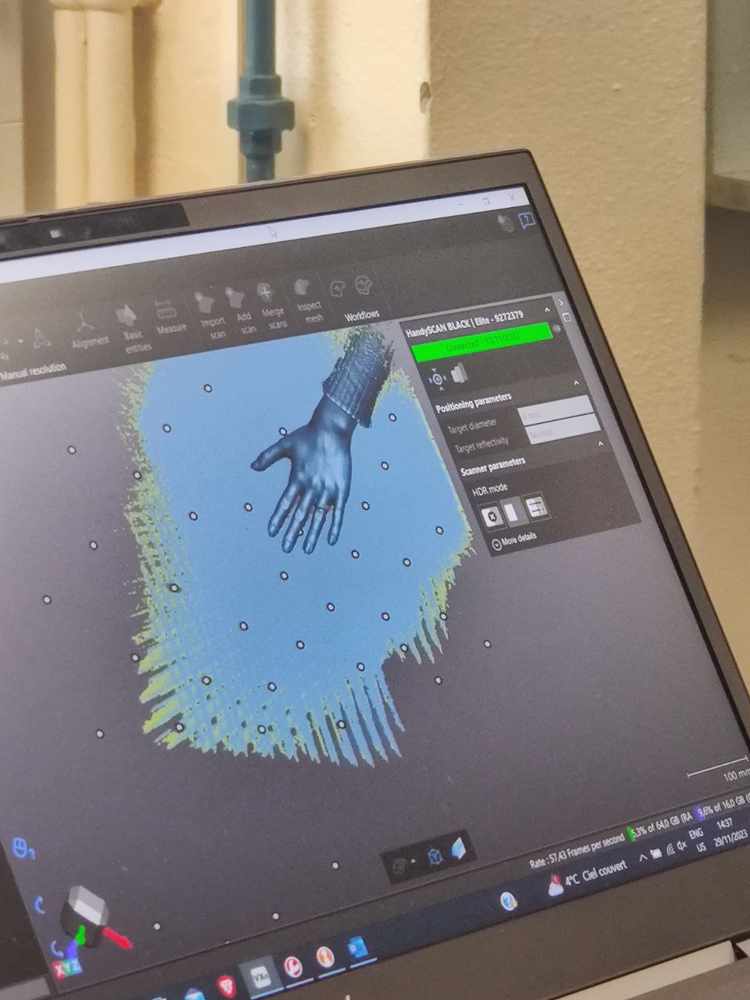 Alignment
Basic
entities
Measure
Import
scan
Add
scan
Merge
scans
Inspect
mesh
Workflows
Manual resolution
HandySCAN BLACK | Elite - 9272379
Connected - 13/11/2023
Positioning parameters
Target diameter
6 mm
Target reflectivity
Normal
Scanner parameters
HDR mode
More details
100 mm
Rate : 57,43 Frames per second
5.3% of 64,0 GB (RA
9.6% of 16,0 GB (
4°C Ciel couvert
ENG
US
14:37
29/11/2023
XYZ
VXe